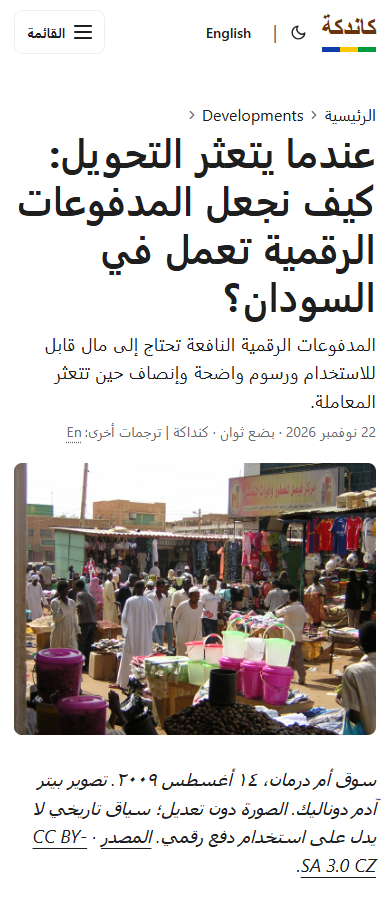 كاندكة
English
القائمة
الرئيسية
Developments
عندما يتعثر التحويل:
كيف نجعل المدفوعات
الرقمية تعمل في
السودان؟
المدفوعات الرقمية النافعة تحتاج إلى مال قابل
للاستخدام ورسوم واضحة وإنصاف حين تتعثر
المعاملة.
22 نوفمبر 2026 · بضع ثوان · كنداكة | ترجمات أخرى: En
سوق أم درمان، ١٤ أغسطس ٢٠٠٩. تصوير بيتر
آدم دوناليك. الصورة دون تعديل؛ سياق تاريخي لا
يدل على استخدام دفع رقمي. المصدر · CC BY-
SA 3.0 CZ.